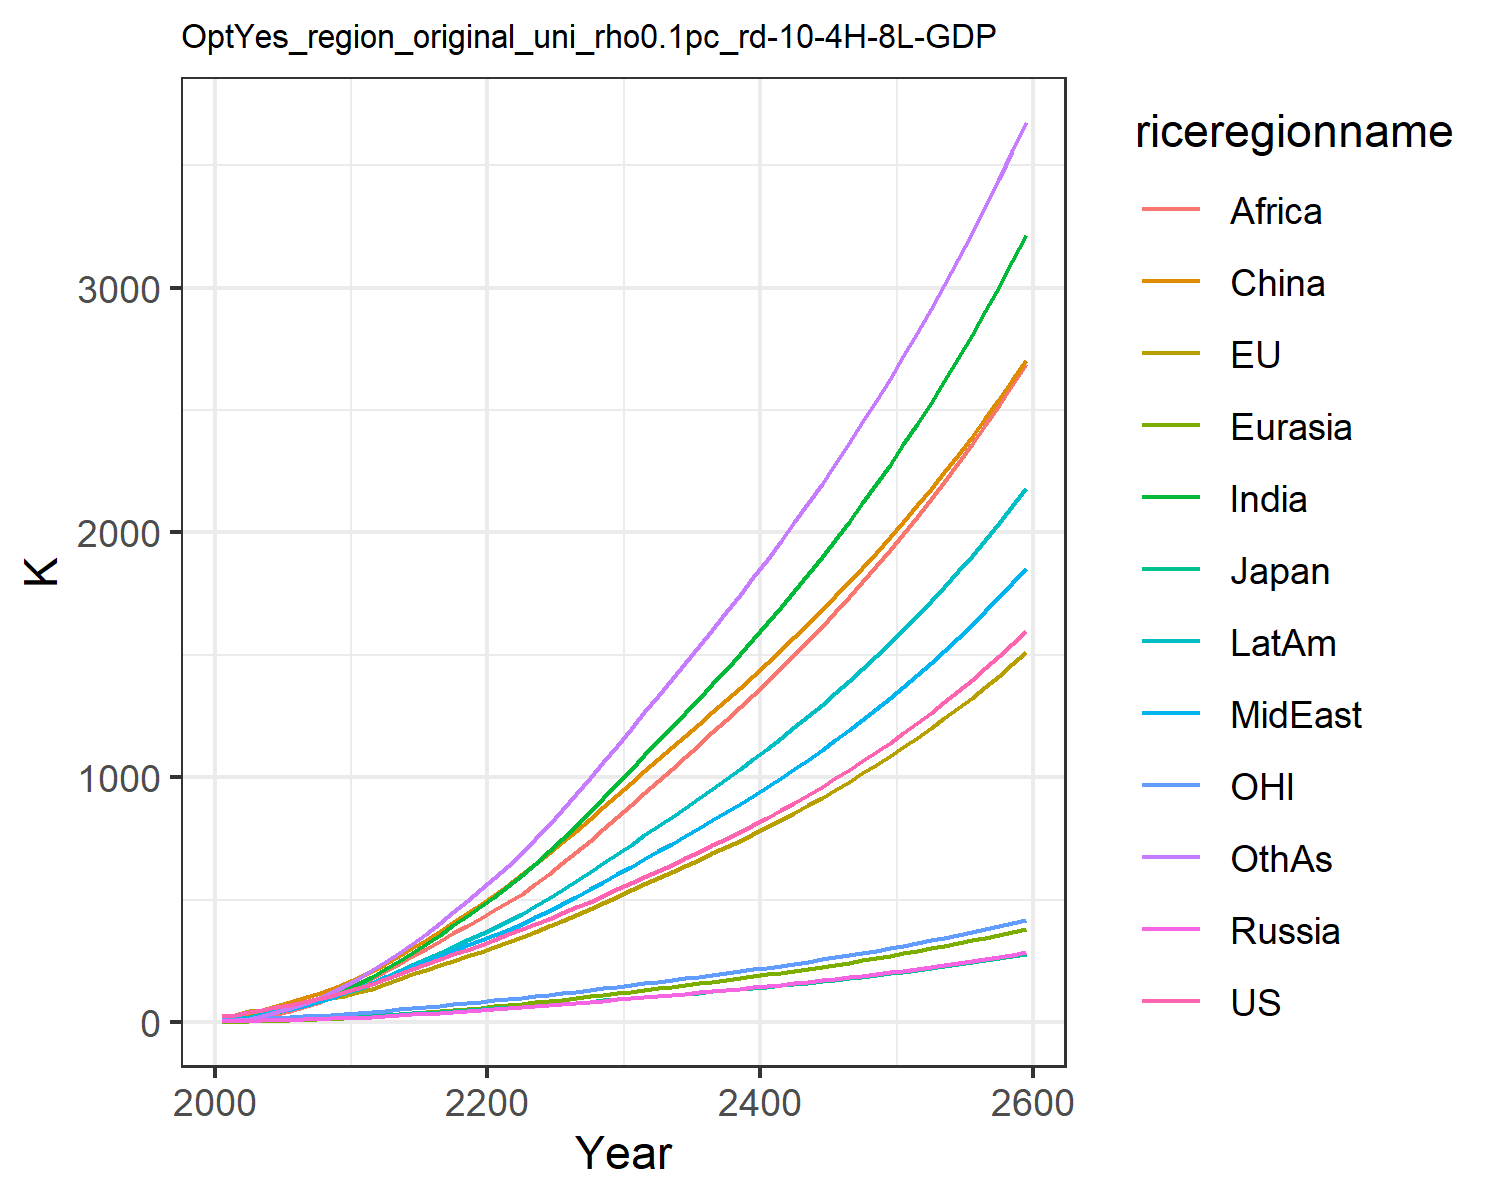 OptYes_region_original_uni_rho0.1pc_rd-10-4H-8L-GDP
3000
2000
1000
0
K
2000 2200 2400 2600
Year
riceregionname
Africa
China
EU
Eurasia
India
Japan
LatAm
MidEast
OHI
OthAs
Russia
US